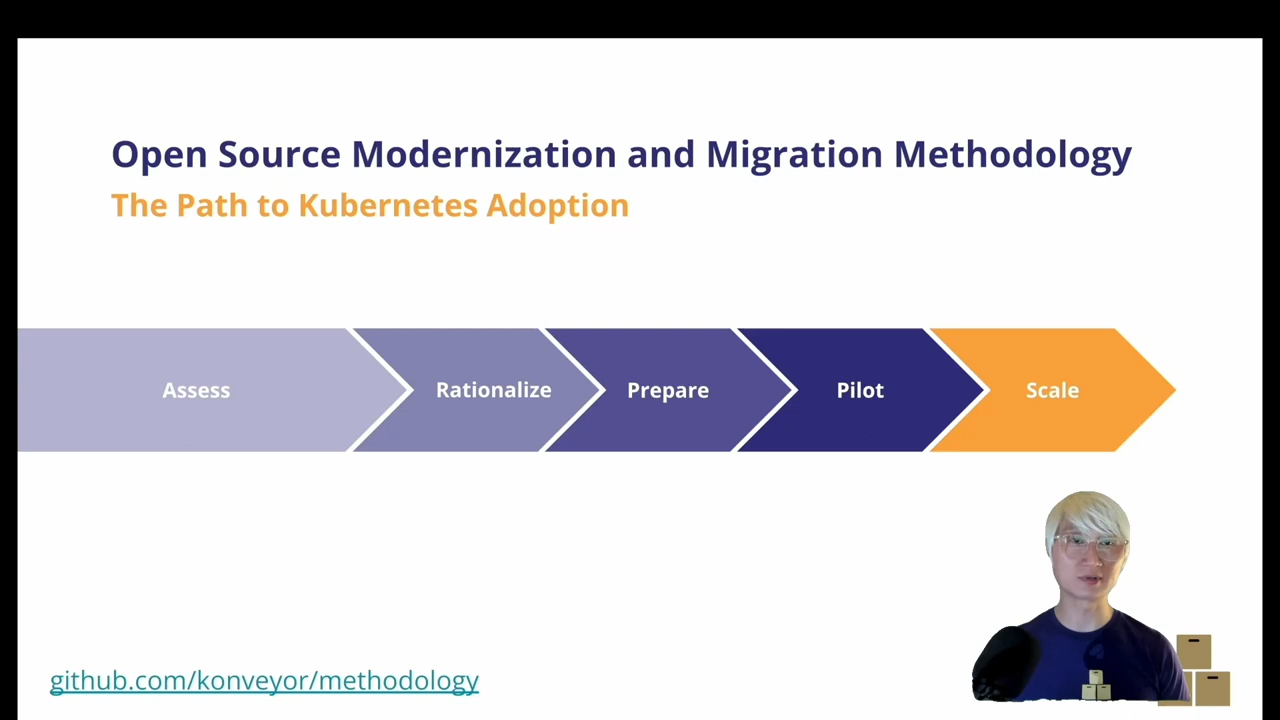 Open Source Modernization and Migration Methodology
The Path to Kubernetes Adoption
Assess
Rationalize
Prepare
Pilot
Scale
github.com/konveyor/methodology